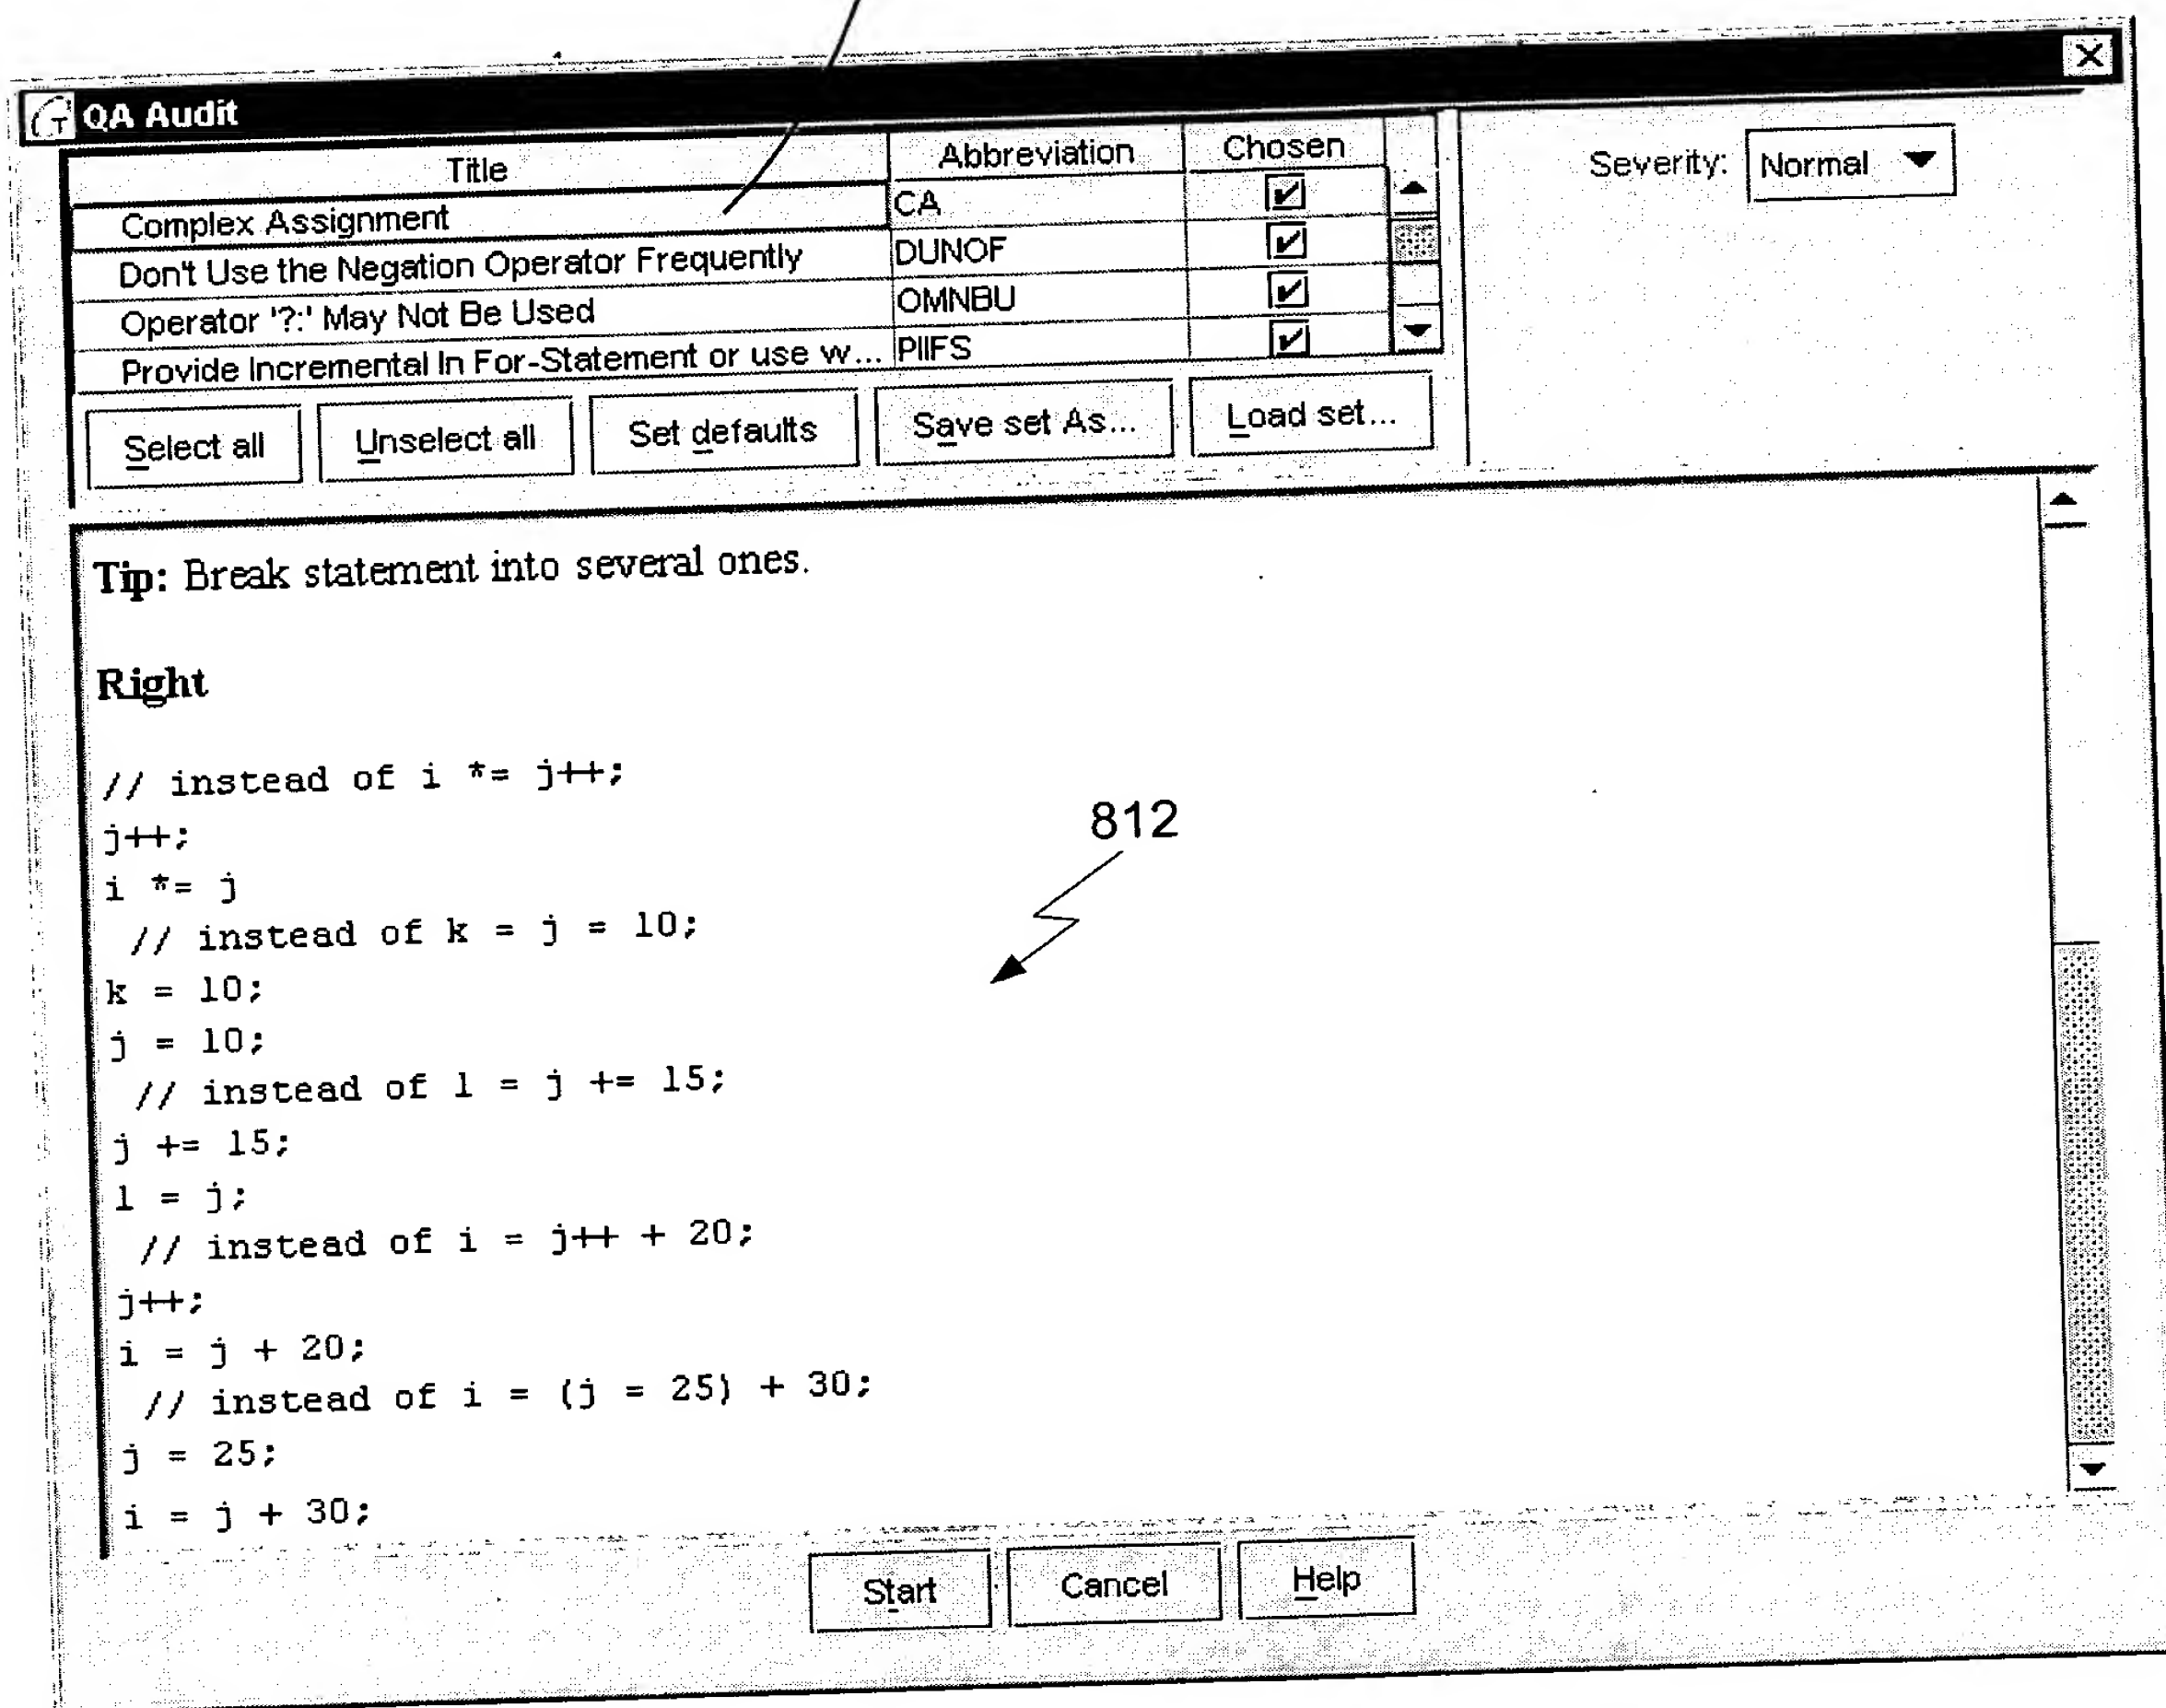 QA Audit
Title Abbreviation Chosen
Complex Assignment CA
Don't Use the Negation Operator Frequently DUNOF
Operator '?:' May Not Be Used OMNBU
Provide Incremental In For-Statement or use w... PIIFS
Severity: Normal
Select all Unselect all Set defaults Save set As... Load set...
Tip: Break statement into several ones.
Right
// instead of i *= j++;
j++;
i *= j
// instead of k = j = 10;
k = 10;
j = 10;
// instead of l = j += 15;
j += 15;
l = j;
// instead of i = j++ + 20;
j++;
i = j + 20;
// instead of i = (j = 25) + 30;
j = 25;
i = j + 30;
812
Start Cancel Help